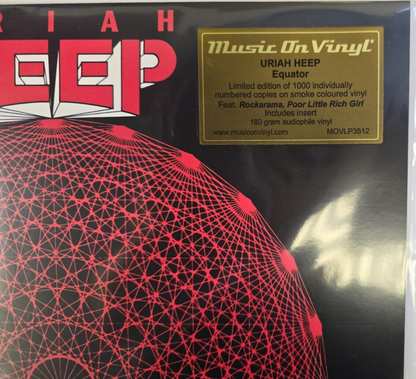 RIAH
EEP
Music On Vinyl
URIAH HEEP
Equator
Limited edition of 1000 individually
numbered copies on smoke coloured vinyl
Feat. Rockarama, Poor Little Rich Girl
Includes insert
180 gram audiophile vinyl
www.musiconvinyl.com MOVLP3512